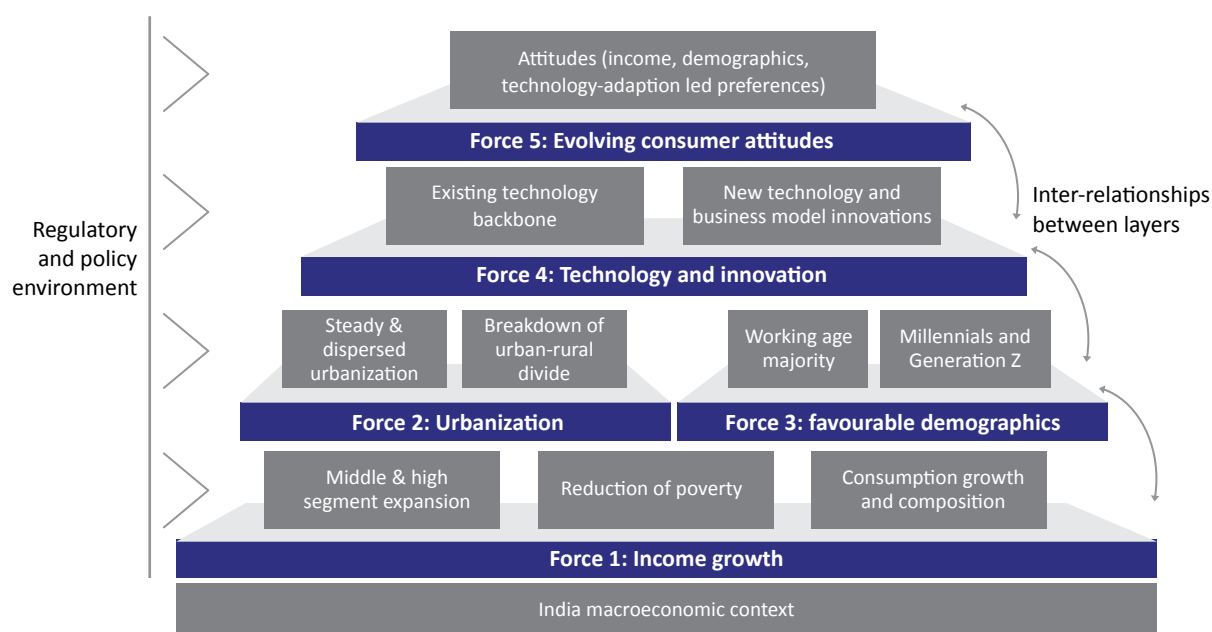 Attitudes (income, demographics,
technology-adaption led preferences)
Force 5: Evolving consumer attitudes
Existing technology
backbone
New technology and
business model innovations
Inter-relationships
between layers
Regulatory
and policy
environment
Force 4: Technology and innovation
Steady &
dispersed
urbanization
Breakdown of
urban-rural
divide
Working age
majority
Millennials and
Generation Z
Force 2: Urbanization
Force 3: favourable demographics
Middle & high
segment expansion
Reduction of poverty
Consumption growth
and composition
Force 1: Income growth
India macroeconomic context